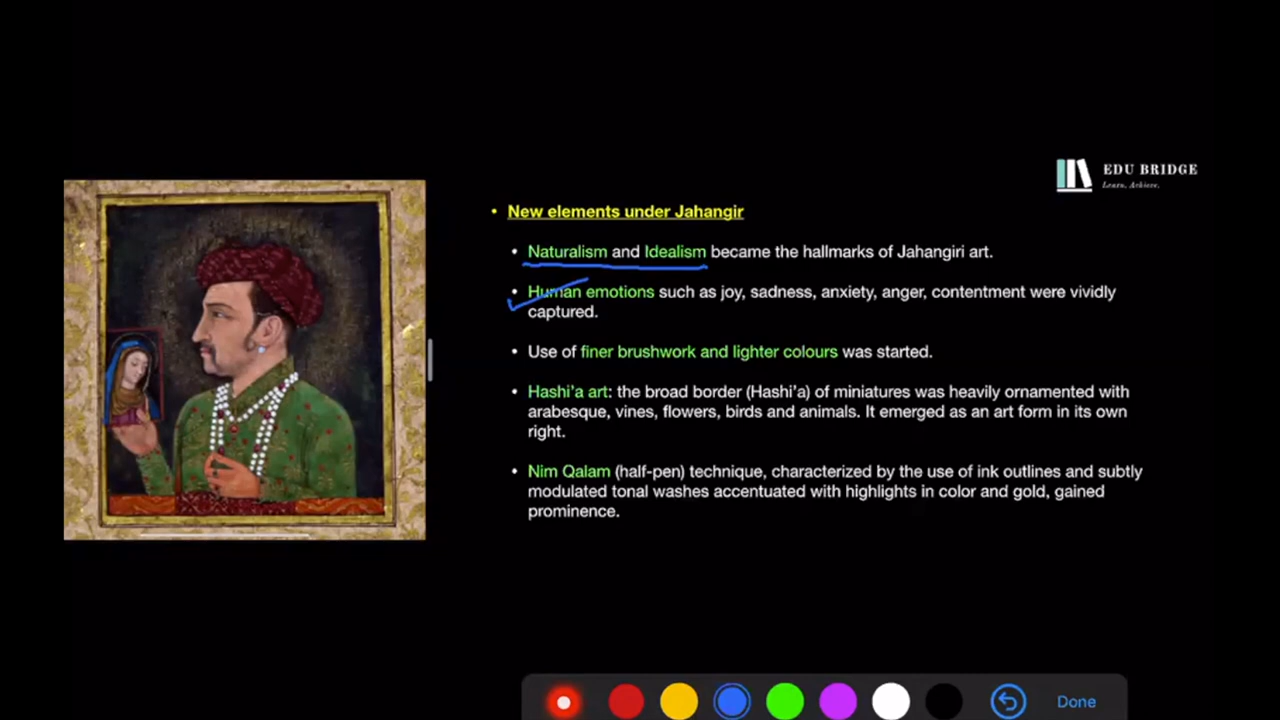 EDU BRIDGE
Learn. Achieve.
• New elements under Jahangir
• Naturalism and Idealism became the hallmarks of Jahangiri art.
• Human emotions such as joy, sadness, anxiety, anger, contentment were vividly
captured.
• Use of finer brushwork and lighter colours was started.
• Hashi’a art: the broad border (Hashi’a) of miniatures was heavily ornamented with
arabesque, vines, flowers, birds and animals. It emerged as an art form in its own
right.
• Nim Qalam (half-pen) technique, characterized by the use of ink outlines and subtly
modulated tonal washes accentuated with highlights in color and gold, gained
prominence.
Done